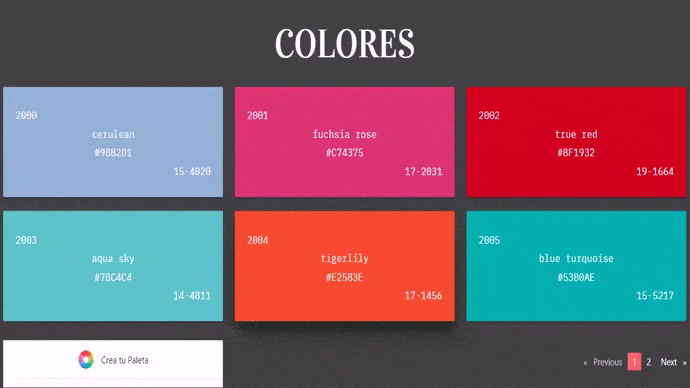 COLORES
2000
cerulean
#9BB2D1
15-4020
2001
fuchsia rose
#C74375
17-2031
2002
true red
#BF1932
19-1664
2003
aqua sky
#7BC4C4
14-4811
2004
tigerlily
#E2583E
17-1456
2005
blue turquoise
#53B0AE
15-5217
Crea tu Paleta
« Previous 1 2 Next »